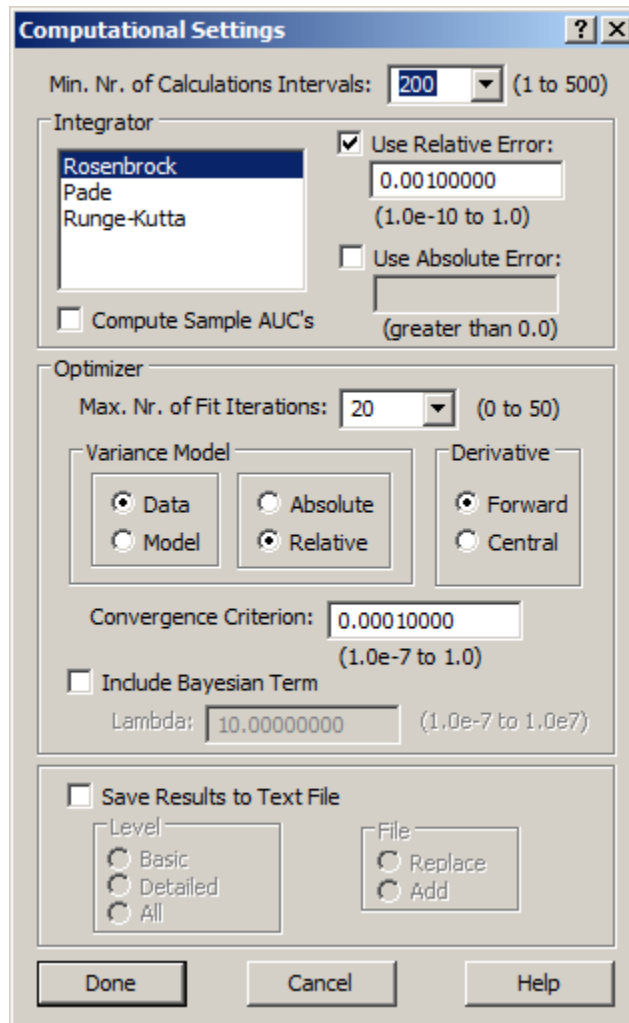 Computational Settings
Min. Nr. of Calculations Intervals: 200 (1 to 500)
Integrator
Rosenbrock
Pade
Runge-Kutta
Use Relative Error:
0.00100000
(1.0e-10 to 1.0)
Use Absolute Error:
(greater than 0.0)
Compute Sample AUC's
Optimizer
Max. Nr. of Fit Iterations: 20 (0 to 50)
Variance Model
Data
Model
Absolute
Relative
Derivative
Forward
Central
Convergence Criterion: 0.00010000
(1.0e-7 to 1.0)
Include Bayesian Term
Lambda: 10.00000000 (1.0e-7 to 1.0e7)
Save Results to Text File
Level
Basic
Detailed
All
File
Replace
Add
Done Cancel Help